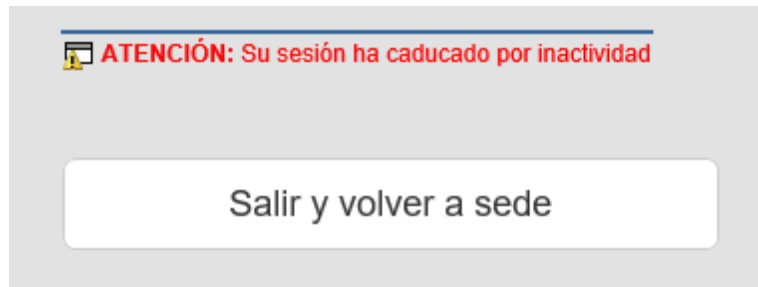 ATENCIÓN: Su sesión ha caducado por inactividad
Salir y volver a sede